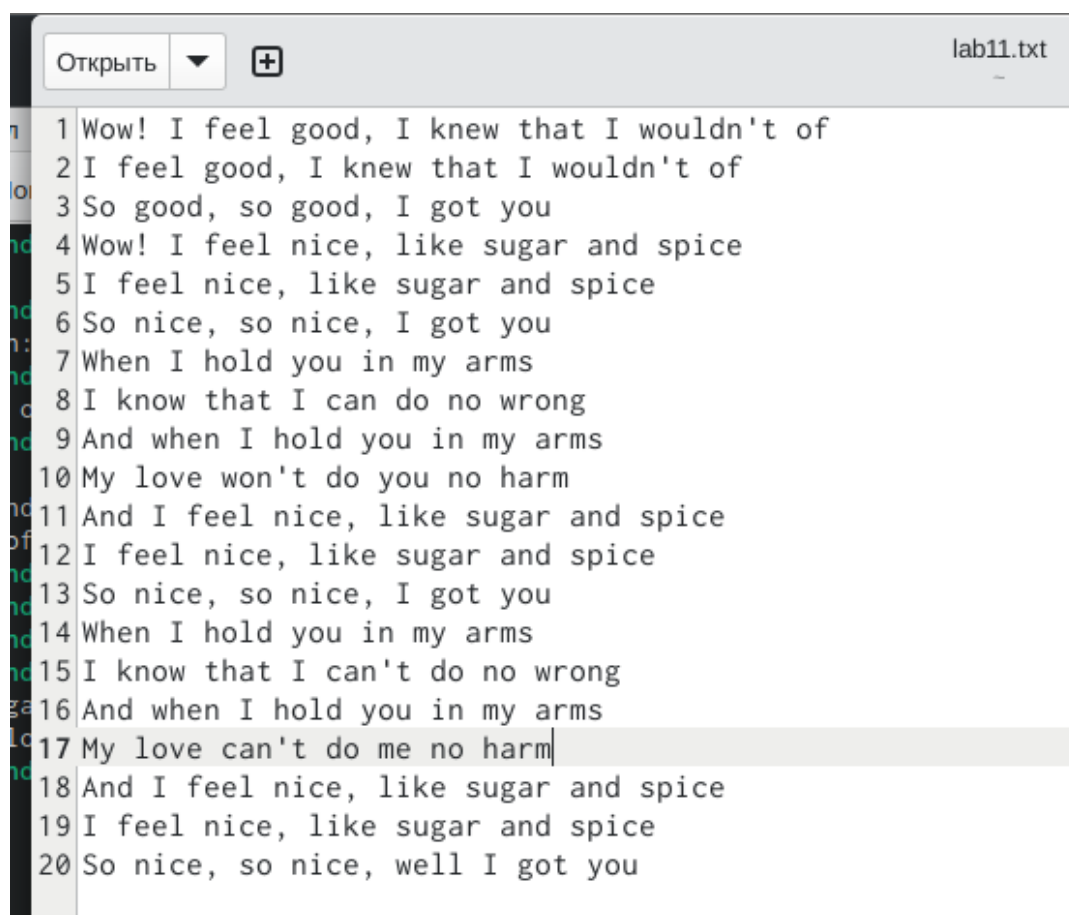 Открыть
lab11.txt
1 Wow! I feel good, I knew that I wouldn't of
2 I feel good, I knew that I wouldn't of
3 So good, so good, I got you
4 Wow! I feel nice, like sugar and spice
5 I feel nice, like sugar and spice
6 So nice, so nice, I got you
7 When I hold you in my arms
8 I know that I can do no wrong
9 And when I hold you in my arms
10 My love won't do you no harm
11 And I feel nice, like sugar and spice
12 I feel nice, like sugar and spice
13 So nice, so nice, I got you
14 When I hold you in my arms
15 I know that I can't do no wrong
16 And when I hold you in my arms
17 My love can't do me no harm
18 And I feel nice, like sugar and spice
19 I feel nice, like sugar and spice
20 So nice, so nice, well I got you